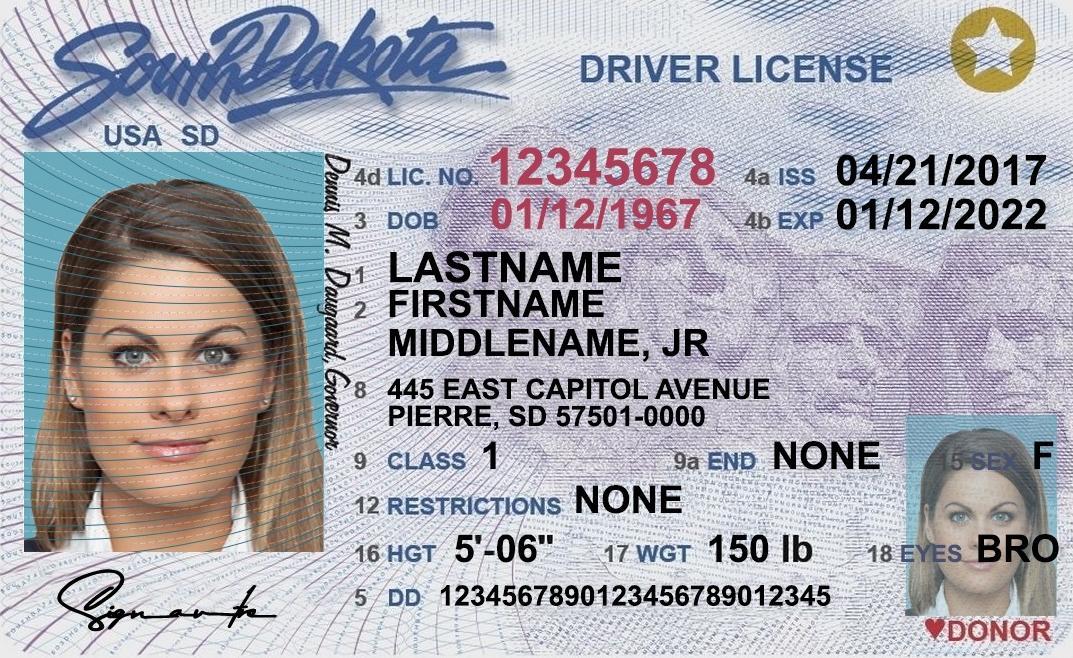 South Dakota
DRIVER LICENSE
USA SD
Dennis M. Daugaard, Governor
4d LIC. NO. 12345678 4a ISS 04/21/2017
3 DOB 01/12/1967 4b EXP 01/12/2022
1 LASTNAME
2 FIRSTNAME
MIDDLENAME, JR
8 445 EAST CAPITOL AVENUE
PIERRE, SD 57501-0000
9 CLASS 1 9a END NONE 15 SEX F
12 RESTRICTIONS NONE
16 HGT 5'-06" 17 WGT 150 lb 18 EYES BRO
5 DD 1234567890123456789012345
Signature
♥DONOR